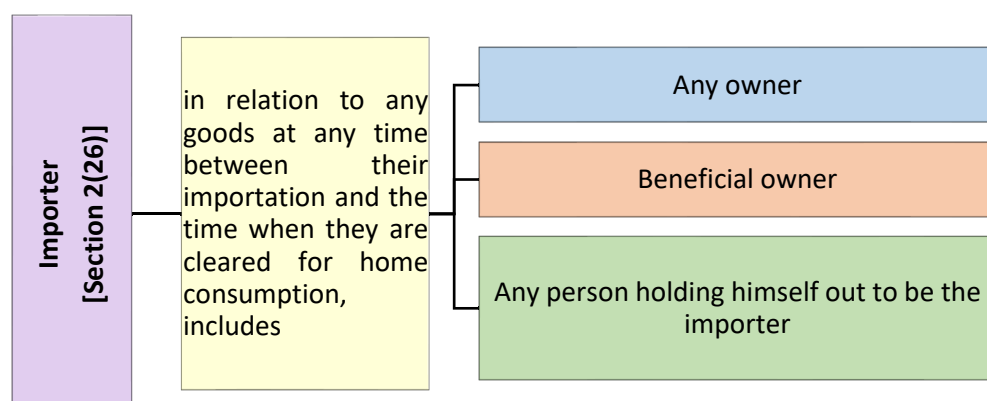 Importer
[Section 2(26)]
in relation to any
goods at any time
between their
importation and the
time when they are
cleared for home
consumption,
includes
Any owner
Beneficial owner
Any person holding himself out to be the
importer